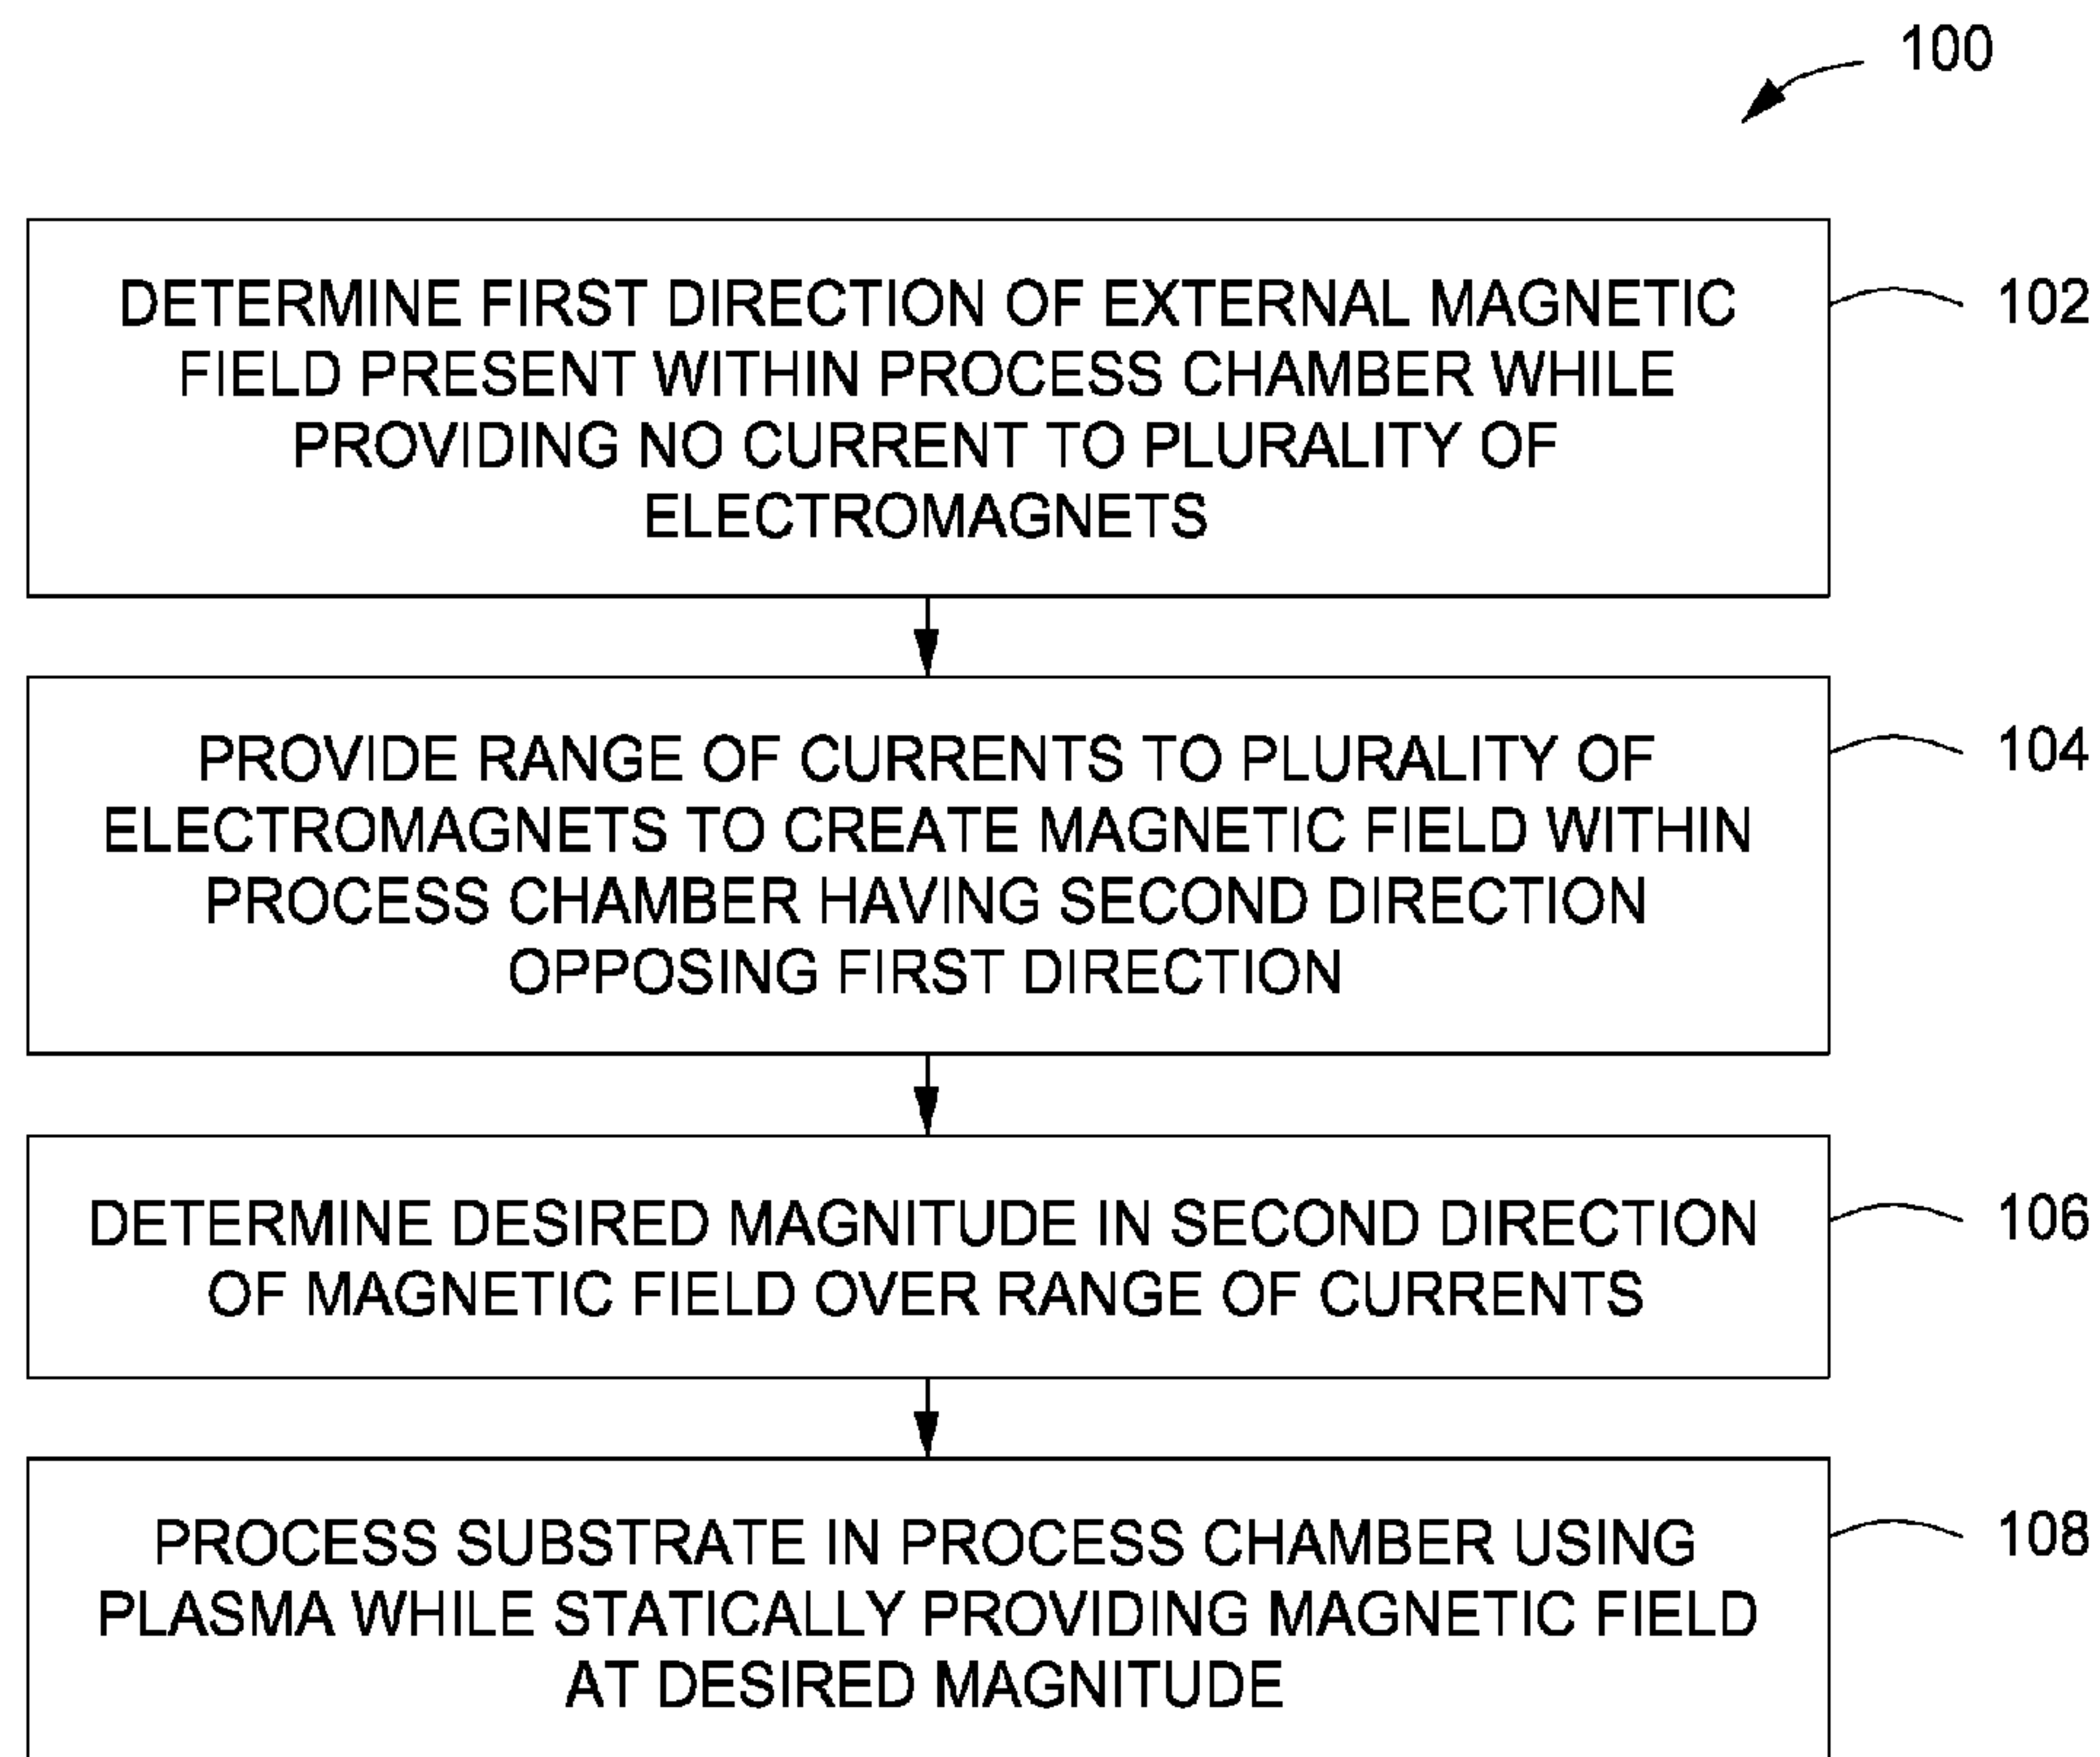 100
DETERMINE FIRST DIRECTION OF EXTERNAL MAGNETIC
FIELD PRESENT WITHIN PROCESS CHAMBER WHILE
PROVIDING NO CURRENT TO PLURALITY OF
ELECTROMAGNETS
102
PROVIDE RANGE OF CURRENTS TO PLURALITY OF
ELECTROMAGNETS TO CREATE MAGNETIC FIELD WITHIN
PROCESS CHAMBER HAVING SECOND DIRECTION
OPPOSING FIRST DIRECTION
104
DETERMINE DESIRED MAGNITUDE IN SECOND DIRECTION
OF MAGNETIC FIELD OVER RANGE OF CURRENTS
106
PROCESS SUBSTRATE IN PROCESS CHAMBER USING
PLASMA WHILE STATICALLY PROVIDING MAGNETIC FIELD
AT DESIRED MAGNITUDE
108